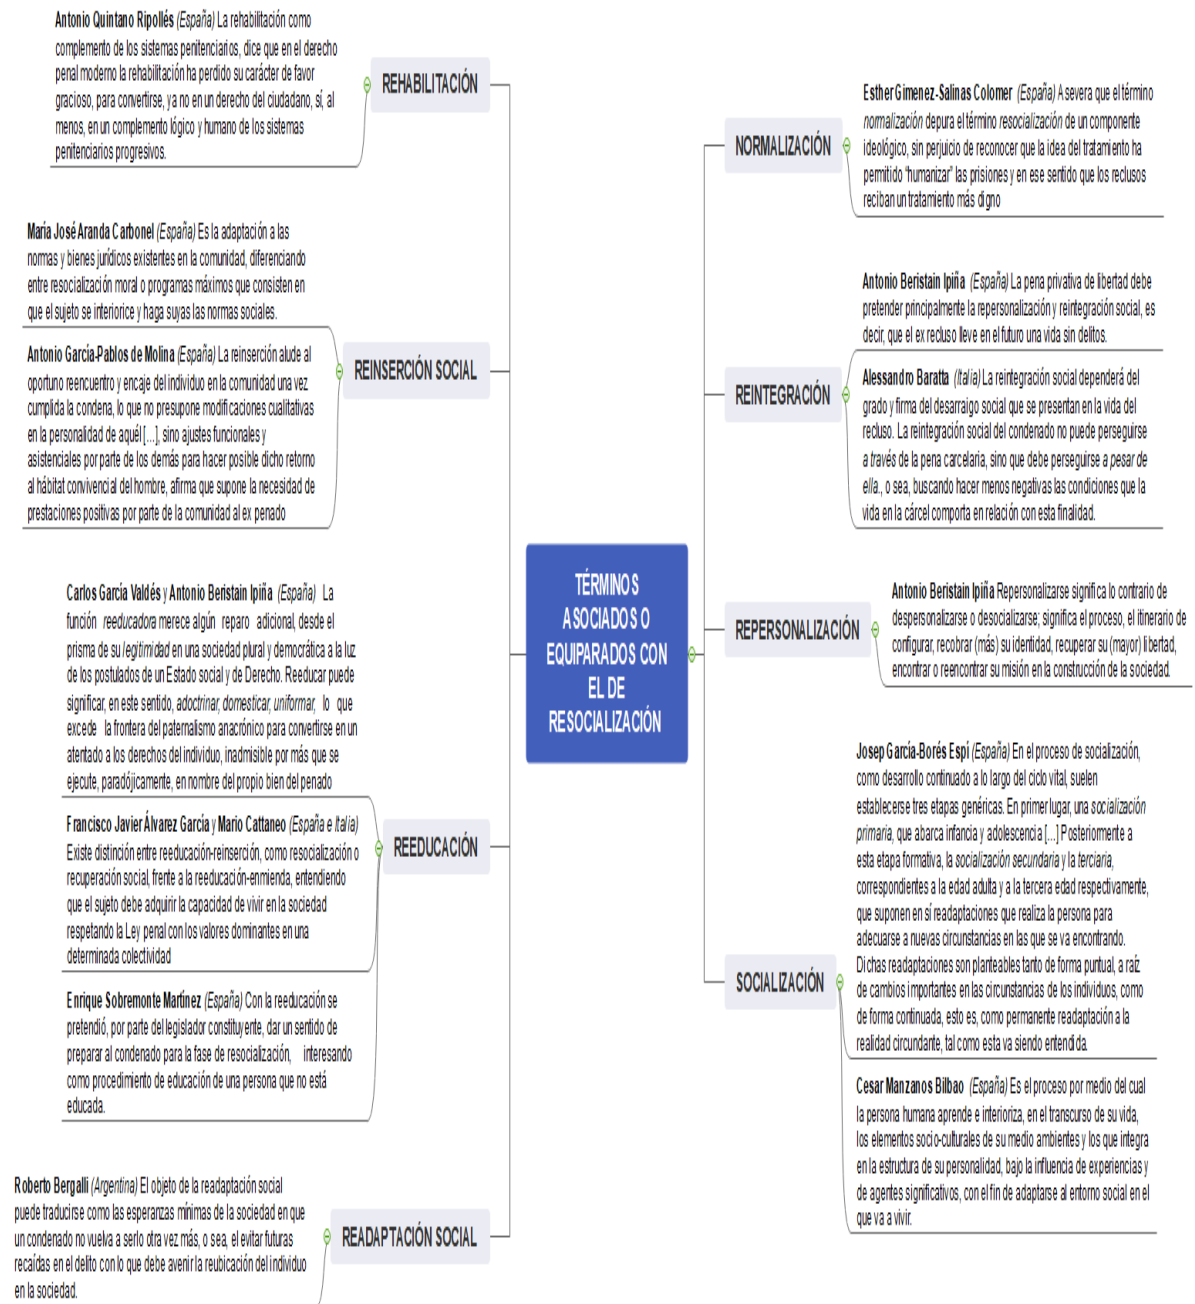 Antonio Quintano Ripollés (España) La rehabilitación como
complemento de los sistemas penitenciarios, dice que en el derecho
penal moderno la rehabilitación ha perdido su carácter de favor
gracioso, para convertirse, ya no en un derecho del ciudadano, sí, al
menos, en un complemento lógico y humano de los sistemas
penitenciarios progresivos.
REHABILITACIÓN
María José Aranda Carbonel (España) Es la adaptación a las
normas y bienes jurídicos existentes en la comunidad, diferenciando
entre resocialización moral o programas máximos que consisten en
que el sujeto se interiorice y haga suyas las normas sociales.
Antonio García-Pablos de Molina (España) La reinserción alude al
oportuno reencuentro y encaje del individuo en la comunidad una vez
cumplida la condena, lo que no presupone modificaciones cualitativas
en la personalidad de aquél [...], sino ajustes funcionales y
asistenciales por parte de los demás para hacer posible dicho retorno
al hábitat convivencial del hombre, afirma que supone la necesidad de
prestaciones positivas por parte de la comunidad al ex penado
REINSERCIÓN SOCIAL
Carlos García Valdés y Antonio Beristain Ipiña (España) La
función reeducadora merece algún reparo adicional, desde el
prisma de su legitimidad en una sociedad plural y democrática a la luz
de los postulados de un Estado social y de Derecho. Reeducar puede
significar, en este sentido, adoctrinar, domesticar, uniformar, lo que
excede la frontera del paternalismo anacrónico para convertirse en un
atentado a los derechos del individuo, inadmisible por más que se
ejecute, paradójicamente, en nombre del propio bien del penado
Francisco Javier Álvarez García y Mario Cattaneo (España e Italia)
Existe distinción entre reeducación-reinserción, como resocialización o
recuperación social, frente a la reeducación-enmienda, entendiendo
que el sujeto debe adquirir la capacidad de vivir en la sociedad
respetando la Ley penal con los valores dominantes en una
determinada colectividad
Enrique Sobremonte Martínez (España) Con la reeducación se
pretendió, por parte del legislador constituyente, dar un sentido de
preparar al condenado para la fase de resocialización, interesando
como procedimiento de educación de una persona que no está
educada.
REEDUCACIÓN
Roberto Bergalli (Argentina) El objeto de la readaptación social
puede traducirse como las esperanzas mínimas de la sociedad en que
un condenado no vuelva a serlo otra vez más, o sea, el evitar futuras
recaídas en el delito con lo que debe avenir la reubicación del individuo
en la sociedad.
READAPTACIÓN SOCIAL
TÉRMINOS
ASOCIADOS O
EQUIPARADOS CON
EL DE
RESOCIALIZACIÓN
NORMALIZACIÓN
Esther Gimenez-Salinas Colomer (España) Asevera que el término
normalización depura el término resocialización de un componente
ideológico, sin perjuicio de reconocer que la idea del tratamiento ha
permitido "humanizar" las prisiones y en ese sentido que los reclusos
reciban un tratamiento más digno
REINTEGRACIÓN
Antonio Beristain Ipiña (España) La pena privativa de libertad debe
pretender principalmente la repersonalización y reintegración social, es
decir, que el ex recluso lleve en el futuro una vida sin delitos.
Alessandro Baratta (Italia) La reintegración social dependerá del
grado y firma del desarraigo social que se presentan en la vida del
recluso. La reintegración social del condenado no puede perseguirse
a través de la pena carcelaria, sino que debe perseguirse a pesar de
ella., o sea, buscando hacer menos negativas las condiciones que la
vida en la cárcel comporta en relación con esta finalidad.
REPERSONALIZACIÓN
Antonio Beristain Ipiña Repersonalizarse significa lo contrario de
despersonalizarse o desocializarse; significa el proceso, el itinerario de
configurar, recobrar (más) su identidad, recuperar su (mayor) libertad,
encontrar o reencontrar su misión en la construcción de la sociedad.
SOCIALIZACIÓN
Josep García-Borés Espí (España) En el proceso de socialización,
como desarrollo continuado a lo largo del ciclo vital, suelen
establecerse tres etapas genéricas. En primer lugar, una socialización
primaria, que abarca infancia y adolescencia [...] Posteriormente a
esta etapa formativa, la socialización secundaria y la terciaria,
correspondientes a la edad adulta y a la tercera edad respectivamente,
que suponen en sí readaptaciones que realiza la persona para
adecuarse a nuevas circunstancias en las que se va encontrando.
Dichas readaptaciones son planteables tanto de forma puntual, a raíz
de cambios importantes en las circunstancias de los individuos, como
de forma continuada, esto es, como permanente readaptación a la
realidad circundante, tal como esta va siendo entendida.
Cesar Manzanos Bilbao (España) Es el proceso por medio del cual
la persona humana aprende e interioriza, en el transcurso de su vida,
los elementos socio-culturales de su medio ambientes y los que integra
en la estructura de su personalidad, bajo la influencia de experiencias y
de agentes significativos, con el fin de adaptarse al entorno social en el
que va a vivir.